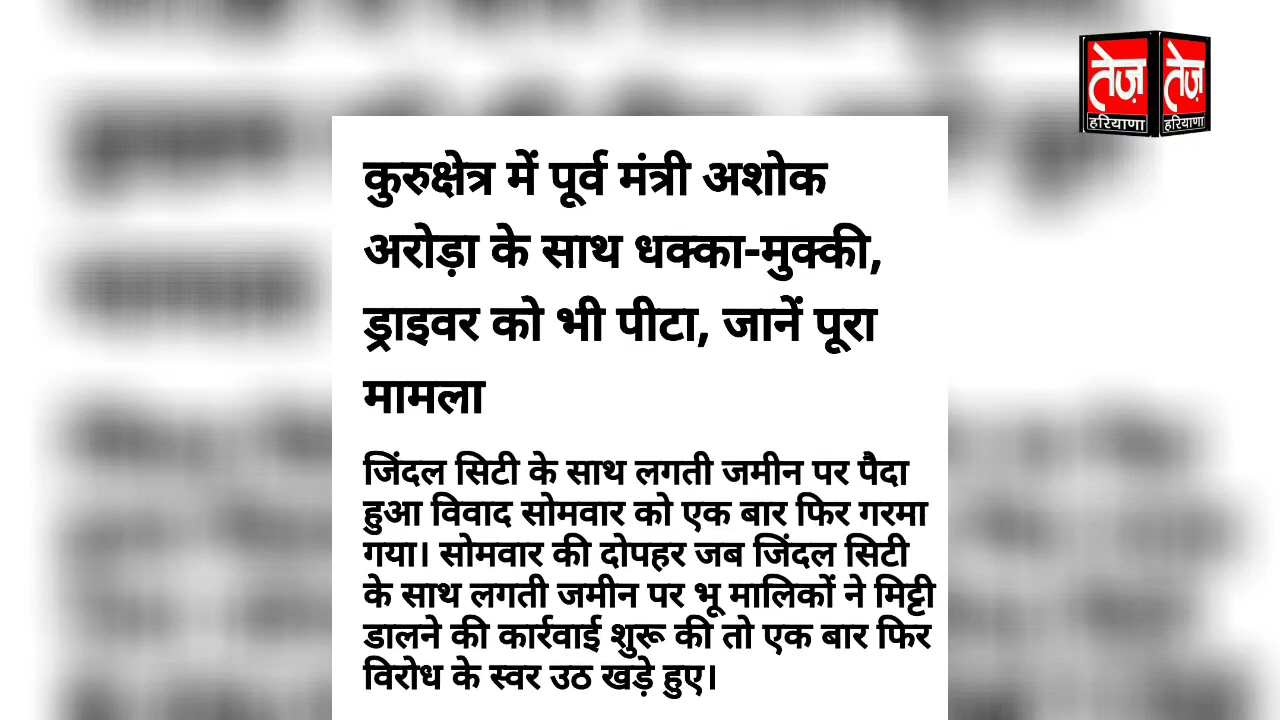 तेज़ तेज़
हरियाणा हरियाणा
कुरुक्षेत्र में पूर्व मंत्री अशोक
अरोड़ा के साथ धक्का-मुक्की,
ड्राइवर को भी पीटा, जानें पूरा
मामला
जिंदल सिटी के साथ लगती जमीन पर पैदा
हुआ विवाद सोमवार को एक बार फिर गरमा
गया। सोमवार की दोपहर जब जिंदल सिटी
के साथ लगती जमीन पर भू मालिकों ने मिट्टी
डालने की कार्रवाई शुरू की तो एक बार फिर
विरोध के स्वर उठ खड़े हुए।